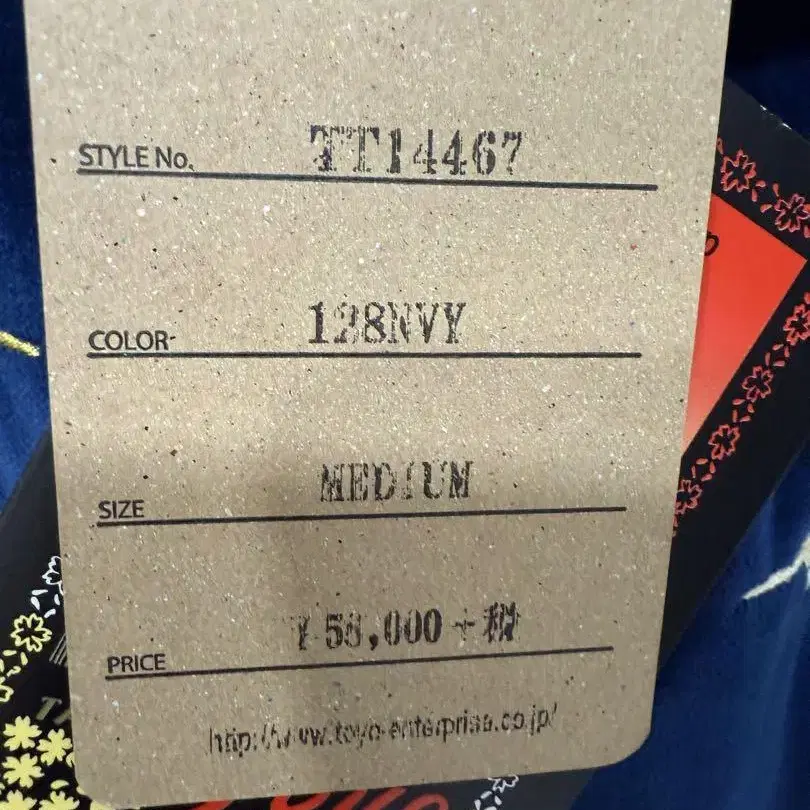 STYLE No. TT14467
COLOR 128NVY
SIZE MEDIUM
PRICE ¥58,000+税
http://www.toyo-enterprise.co.jp/